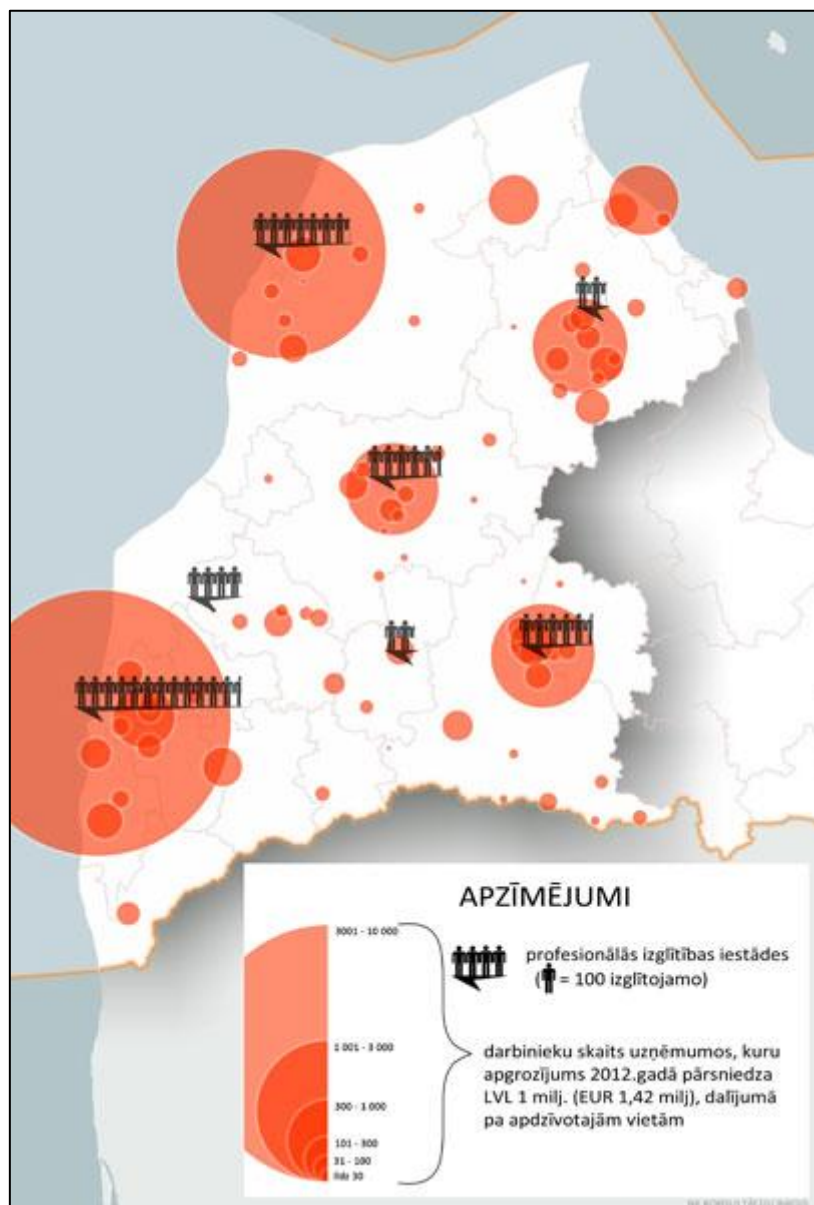 APZĪMĒJUMI
3001 - 10 000
1 001 - 3 000
300 - 1 000
101 - 300
31 - 100
līdz 30
profesionālās izglītības iestādes
( = 100 izglītojamo)
darbinieku skaits uzņēmumos, kuru
apgrozījums 2012.gadā pārsniedza
LVL 1 milj. (EUR 1,42 milj), dalījumā
pa apdzīvotajām vietām